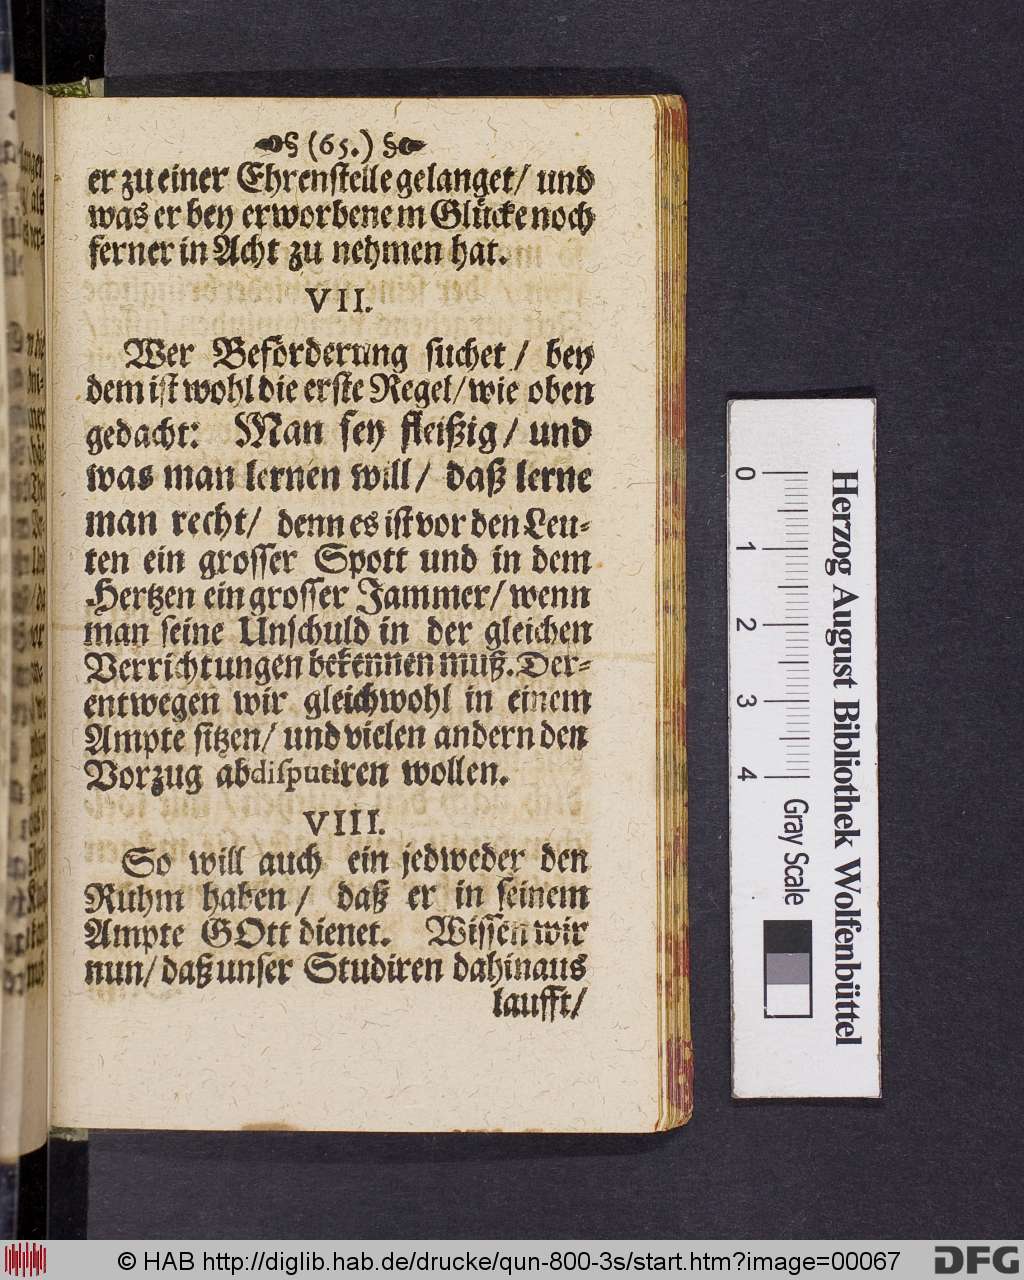 § (65.) §
er zu einer Ehrenstelle gelanget/ und
was er bey erworbenem Glücke noch
ferner in Acht zu nehmen hat.
VII.
Wer Beförderung suchet/ bey
dem ist wohl die erste Regel/ wie oben
gedacht: Man sey fleißig/ und
was man lernen will/ daß lerne
man recht/ denn es ist vor den Leu-
ten ein grosser Spott und in dem
Hertzen ein grosser Jammer/ wenn
man seine Unschuld in der gleichen
Verrichtungen bekennen muß. Der-
entwegen wir gleichwohl in einem
Ampte sitzen/ und vielen andern den
Vorzug abdisputiren wollen.
VIII.
So will auch ein jedweder den
Ruhm haben/ daß er in seinem
Ampte GOtt dienet. Wissen wir
nun/ daß unser Studiren dahinaus
laufft/
Herzog August Bibliothek Wolfenbüttel
0 1 2 3 4 Gray Scale
© HAB http://diglib.hab.de/drucke/qun-800-3s/start.htm?image=00067
DFG